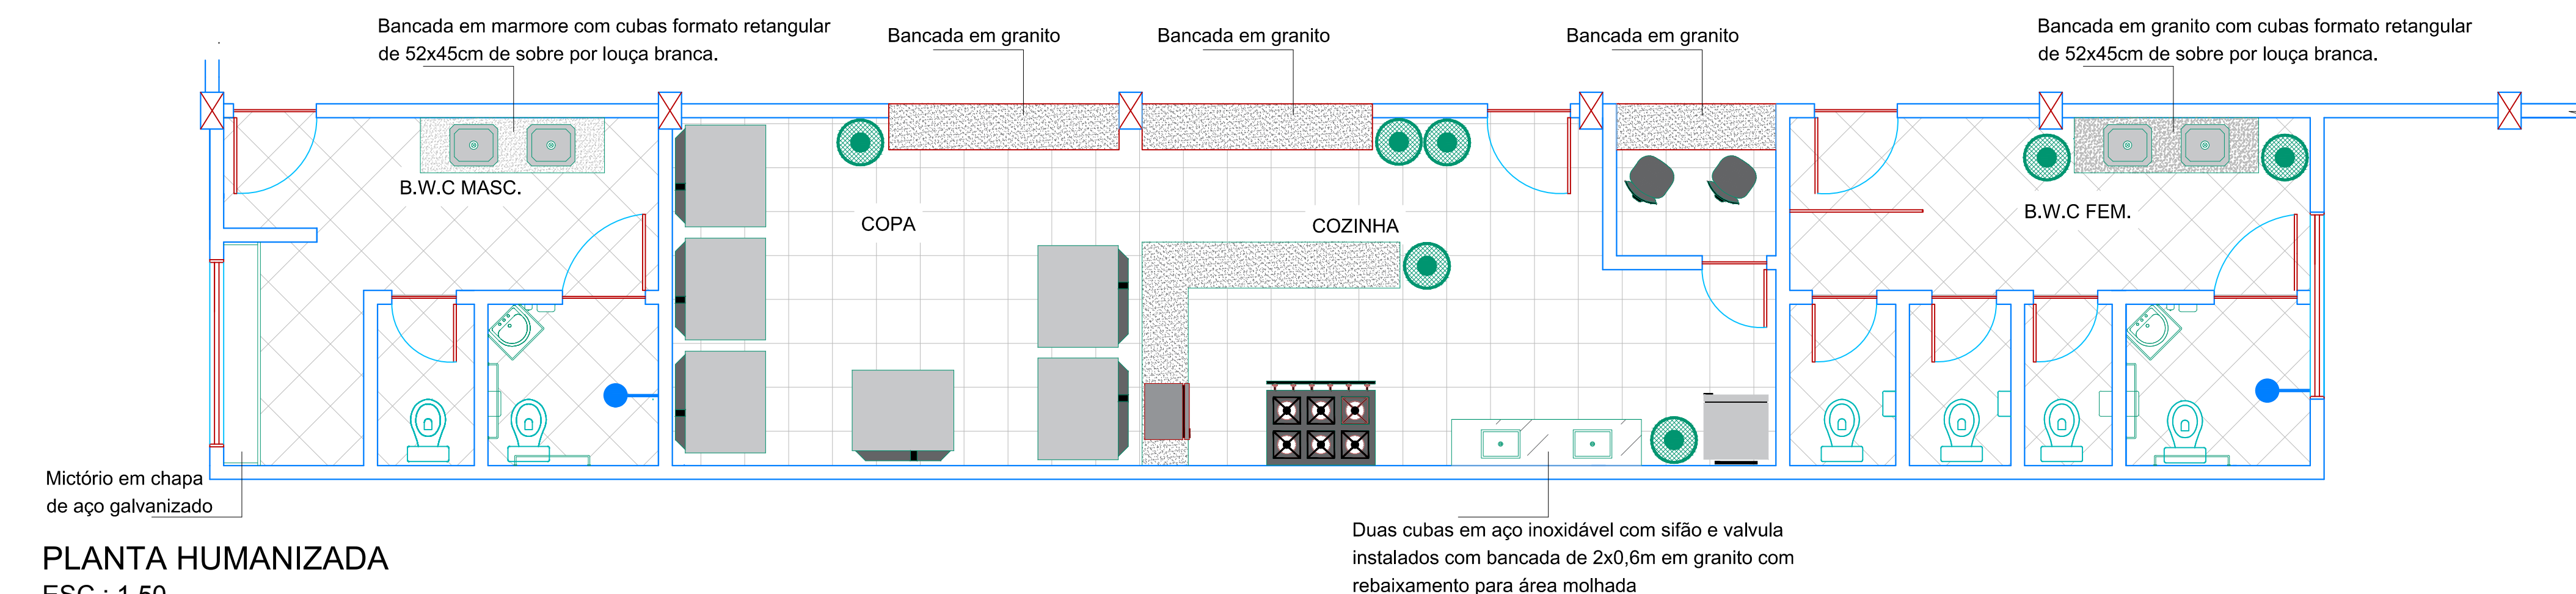 Bancada em marmore com cubas formato retangular
de 52x45cm de sobre por louça branca.
Bancada em granito
Bancada em granito
Bancada em granito
Bancada em granito com cubas formato retangular
de 52x45cm de sobre por louça branca.
B.W.C MASC.
COPA
COZINHA
B.W.C FEM.
Mictório em chapa
de aço galvanizado
Duas cubas em aço inoxidável com sifão e valvula
instalados com bancada de 2x0,6m em granito com
rebaixamento para área molhada
PLANTA HUMANIZADA
ESC.: 1.50